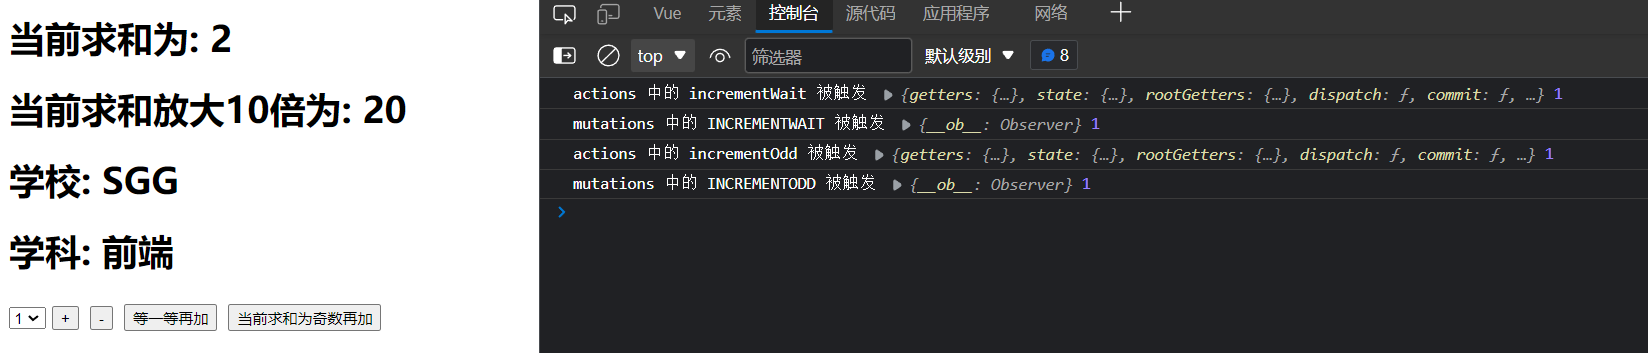 当前求和为: 2
当前求和放大10倍为: 20
学校: SGG
学科: 前端
1 + - 等一等再加 当前求和为奇数再加
Vue 元素 控制台 源代码 应用程序 网络
top 筛选器 默认级别 8
actions 中的 incrementWait 被触发 {getters: {…}, state: {…}, rootGetters: {…}, dispatch: ƒ, commit: ƒ, …} 1
mutations 中的 INCREMENTWAIT 被触发 {__ob__: Observer} 1
actions 中的 incrementOdd 被触发 {getters: {…}, state: {…}, rootGetters: {…}, dispatch: ƒ, commit: ƒ, …} 1
mutations 中的 INCREMENTODD 被触发 {__ob__: Observer} 1